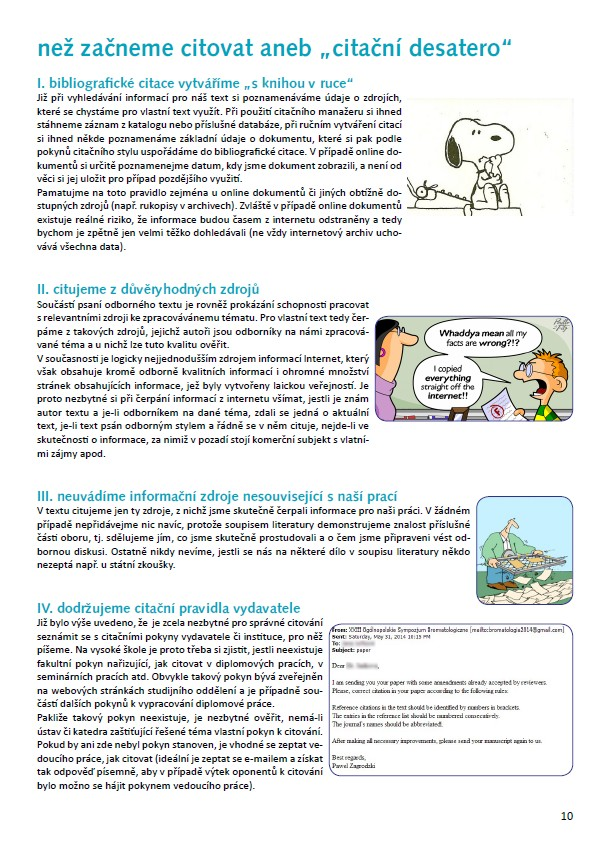 než začneme citovat aneb „citační desatero“
I. bibliografické citace vytváříme „s knihou v ruce“
Již při vyhledávání informací pro náš text si poznamenáváme údaje o zdrojích,
které se chystáme pro vlastní text využít. Při použití citačního manažeru si ihned
stáhneme záznam z katalogu nebo příslušné databáze, při ručním vytváření citací
si ihned někde poznamenáme základní údaje o dokumentu, které si pak podle
pokynů citačního stylu uspořádáme do bibliografické citace. V případě online do-
kumentů si určitě poznamenejme datum, kdy jsme dokument zobrazili, a není od
věci si jej uložit pro případ pozdějšího využití.
Pamatujme na toto pravidlo zejména u online dokumentů či jiných obtížně do-
stupných zdrojů (např. rukopisy v archivech). Zvláště v případě online dokumentů
existuje reálné riziko, že informace budou časem z internetu odstraněny a tedy
bychom je zpětně jen velmi těžko dohledávali (ne vždy internetový archiv ucho-
vává všechna data).
II. citujeme z důvěryhodných zdrojů
Součástí psaní odborného textu je rovněž prokázání schopnosti pracovat
s relevantními zdroji ke zpracovávanému tématu. Pro vlastní text tedy čer-
páme z takových zdrojů, jejichž autoři jsou odborníky na námi zpracová-
vané téma a u nichž lze tuto kvalitu ověřit.
V současnosti je logicky nejjednodušším zdrojem informací Internet, který
však obsahuje kromě odborně kvalitních informací i ohromné množství
stránek obsahujících informace, jež byly vytvořeny laickou veřejností. Je
proto nezbytné si při čerpání informací z internetu všímat, jestli je znám
autor textu a je-li odborníkem na dané téma, zdali se jedná o aktuální
text, je-li text psán odborným stylem a řádně se v něm cituje, nejde-li ve
skutečnosti o informace, za nimiž v pozadí stojí komerční subjekt s vlastní-
mi zájmy apod.
Whaddya mean all my
facts are wrong?!?
I copied
everything
straight off the
internet!!
F
III. neuvádíme informační zdroje nesouvisející s naší prací
V textu citujeme jen ty zdroje, z nichž jsme skutečně čerpali informace pro naši práci. V žádném
případě nepřidávejme nic navíc, protože soupisem literatury demonstrujeme znalost příslušné
části oboru, tj. sdělujeme jím, co jsme skutečně prostudovali a o čem jsme připraveni vést od-
bornou diskusi. Ostatně nikdy nevíme, jestli se nás na některé dílo v soupisu literatury někdo
nezeptá např. u státní zkoušky.
IV. dodržujeme citační pravidla vydavatele
Již bylo výše uvedeno, že je zcela nezbytné pro správné citování
seznámit se s citačními pokyny vydavatele či instituce, pro něž
píšeme. Na vysoké škole je proto třeba si zjistit, jestli neexistuje
fakultní pokyn nařizující, jak citovat v diplomových pracích, v
seminárních pracích atd. Obvykle takový pokyn bývá zveřejněn
na webových stránkách studijního oddělení a je případně sou-
částí dalších pokynů k vypracování diplomové práce.
Pakliže takový pokyn neexistuje, je nezbytné ověřit, nemá-li
ústav či katedra zaštiťující řešené téma vlastní pokyn k citování.
Pokud by ani zde nebyl pokyn stanoven, je vhodné se zeptat ve-
doucího práce, jak citovat (ideální je zeptat se e-mailem a získat
tak odpověď písemně, aby v případě výtek oponentů k citování
bylo možno se hájit pokynem vedoucího práce).
From: XXIII Ogólnopolskie Sympozjum Bromatologiczne [mailto:bromatologia2014@gmail.com]
Sent: Saturday, May 31, 2014 10:15 PM
To:
Subject: paper
Dear
I am sending you your paper with some amendments already accepted by reviewers.
Please, correct citation in your paper according to the following rules:
Reference citations in the text should be identified by numbers in brackets.
The entries in the reference list should be numbered consecutively.
The journal's names should be abbreviated!.
After making all necessary improvements, please send your manuscript again to us.
Best regards,
Pawel Zagrodzki
10